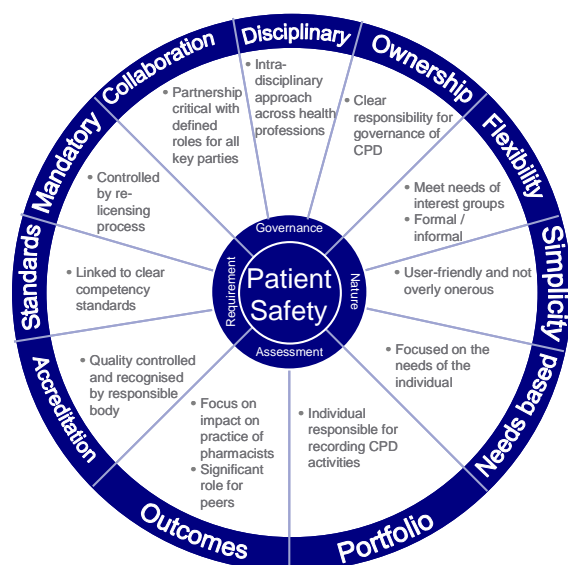 Disciplinary
• Intra-
disciplinary
approach
across health
professions
Ownership
• Clear
responsibility for
governance of
CPD
Flexibility
• Meet needs of
interest groups
• Formal /
informal
Simplicity
• User-friendly and not
overly onerous
Needs based
• Focused on the
needs of the
individual
Portfolio
• Individual
responsible for
recording CPD
activities
Outcomes
• Focus on
impact on
practice of
pharmacists
• Significant
role for
peers
Accreditation
• Quality controlled
and recognised
by responsible
body
Standards
• Linked to clear
competency
standards
Mandatory
• Controlled
by re-
licensing
process
Collaboration
• Partnership
critical with
defined
roles for all
key parties
Governance
Nature
Assessment
Requirement
Patient
Safety